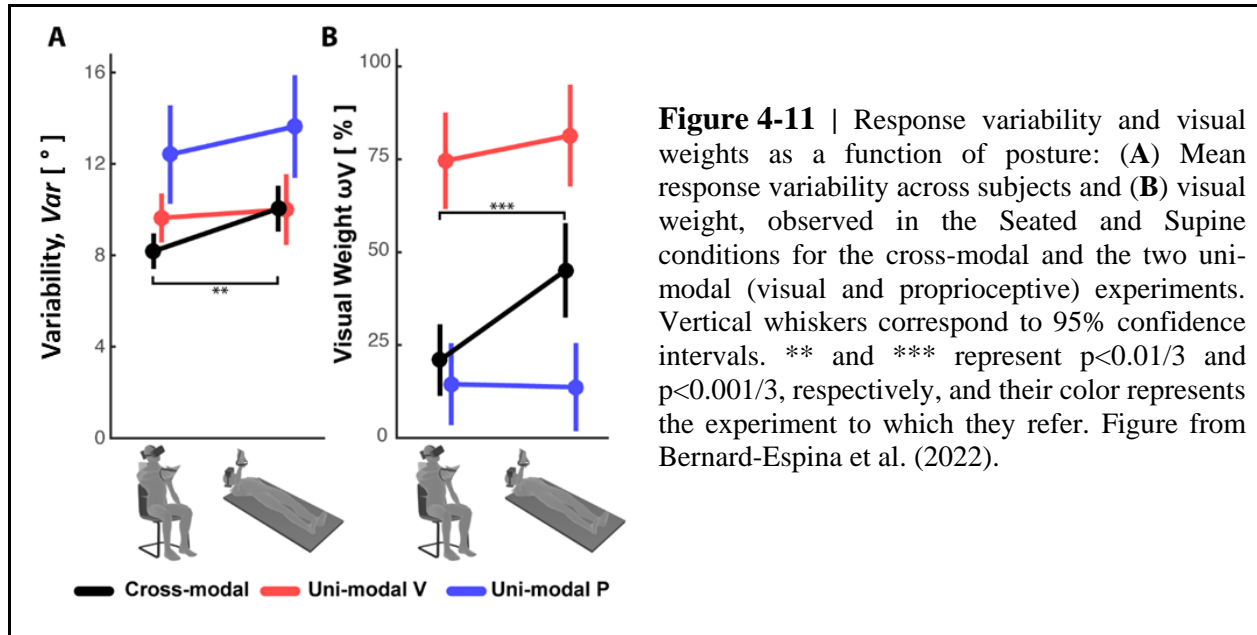 A
B
16
12
8
4
0
Variability, Var [ ° ]
**
100
75
50
25
0
Visual Weight ωV [ % ]
***
Cross-modal
Uni-modal V
Uni-modal P
Figure 4-11 | Response variability and visual
weights as a function of posture: (A) Mean
response variability across subjects and (B) visual
weight, observed in the Seated and Supine
conditions for the cross-modal and the two uni-
modal (visual and proprioceptive) experiments.
Vertical whiskers correspond to 95% confidence
intervals. ** and *** represent p<0.01/3 and
p<0.001/3, respectively, and their color represents
the experiment to which they refer. Figure from
Bernard-Espina et al. (2022).